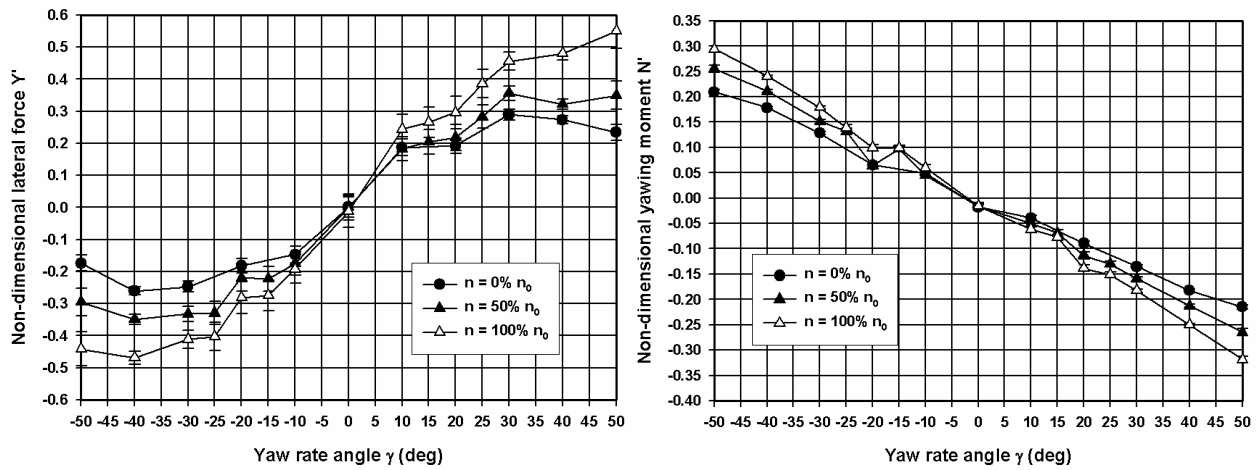 Non-dimensional lateral force Y'
0.6
0.5
0.4
0.3
0.2
0.1
0.0
-0.1
-0.2
-0.3
-0.4
-0.5
-0.6
n = 0% n₀
n = 50% n₀
n = 100% n₀
-50 -45 -40 -35 -30 -25 -20 -15 -10 -5 0 5 10 15 20 25 30 35 40 45 50
Yaw rate angle γ (deg)
Non-dimensional yawing moment N'
0.35
0.30
0.25
0.20
0.15
0.10
0.05
0.00
-0.05
-0.10
-0.15
-0.20
-0.25
-0.30
-0.35
-0.40
n = 0% n₀
n = 50% n₀
n = 100% n₀
-50 -45 -40 -35 -30 -25 -20 -15 -10 -5 0 5 10 15 20 25 30 35 40 45 50
Yaw rate angle γ (deg)